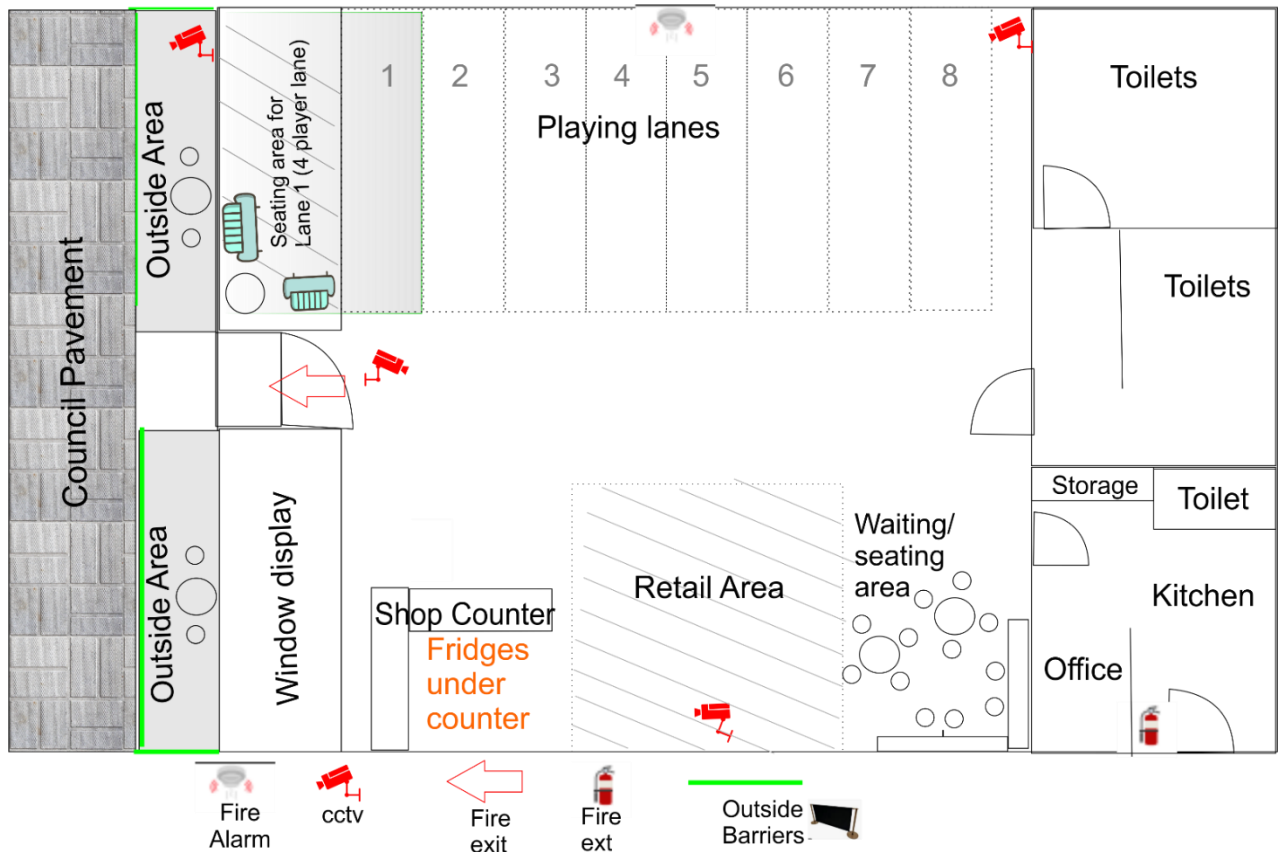 Council Pavement
Outside Area
Seating area for
Lane 1 (4 player lane)
1
2
3
4
5
6
7
8
Playing lanes
Toilets
Toilets
Outside Area
Window display
Shop Counter
Fridges
under
counter
Retail Area
Waiting/
seating
area
Storage
Toilet
Kitchen
Office
Fire
Alarm
cctv
Fire
exit
Fire
ext
Outside
Barriers